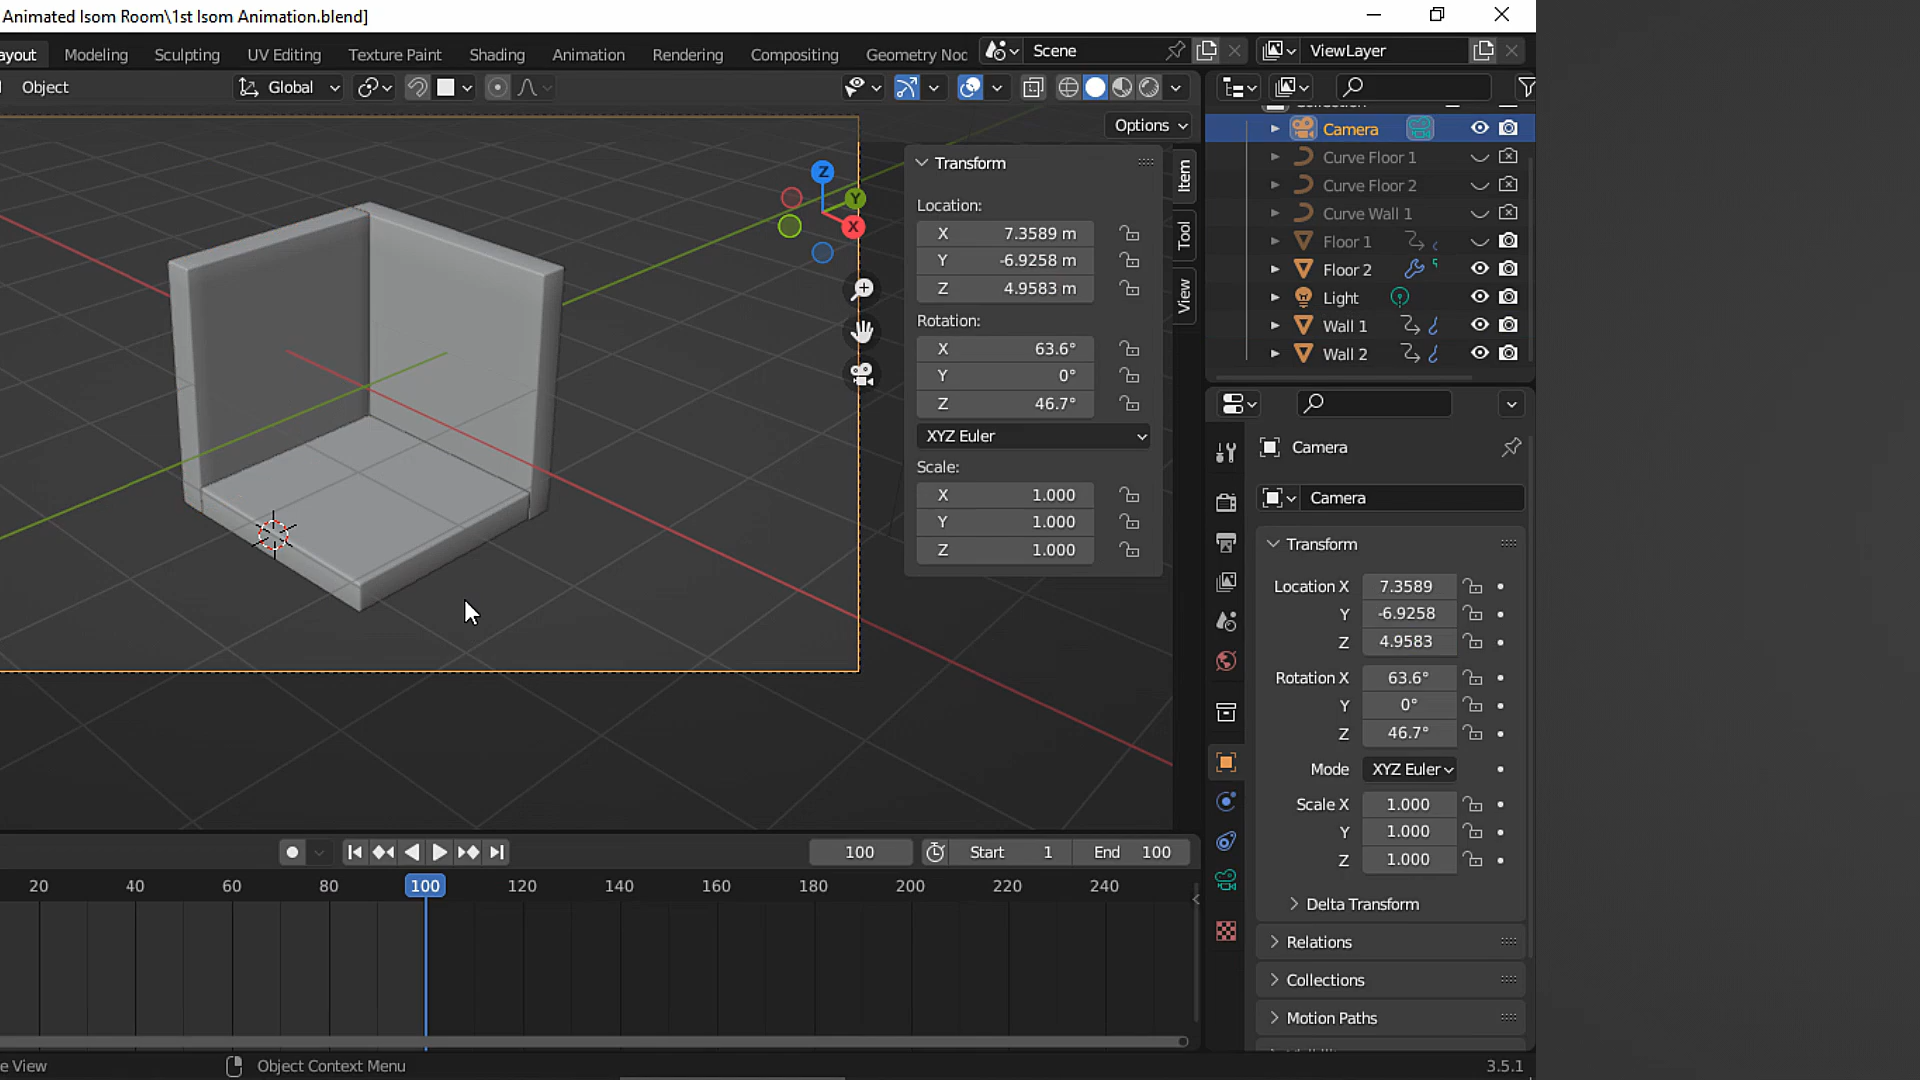 Animated Isom Room\1st Isom Animation.blend]
ayout Modeling Sculpting UV Editing Texture Paint Shading Animation Rendering Compositing Geometry Noc Scene ViewLayer
Object Global
Options
Transform
Location:
X 7.3589 m
Y -6.9258 m
Z 4.9583 m
Rotation:
X 63.6°
Y 0°
Z 46.7°
XYZ Euler
Scale:
X 1.000
Y 1.000
Z 1.000
Item
Tool
View
Z
Y
X
Collection
Camera
Curve Floor 1
Curve Floor 2
Curve Wall 1
Floor 1
Floor 2
Light
Wall 1
Wall 2
Camera
Camera
Transform
Location X 7.3589
Y -6.9258
Z 4.9583
Rotation X 63.6°
Y 0°
Z 46.7°
Mode XYZ Euler
Scale X 1.000
Y 1.000
Z 1.000
Delta Transform
Relations
Collections
Motion Paths
100 Start 1 End 100
20 40 60 80 100 120 140 160 180 200 220 240
e View Object Context Menu 3.5.1